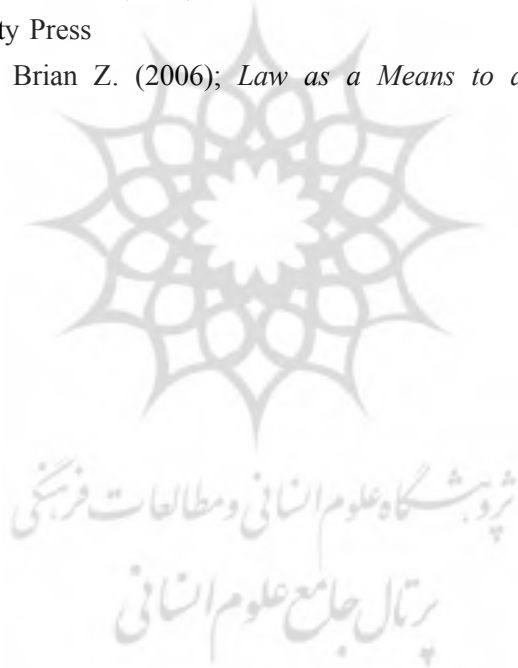 ty Press
Brian Z. (2006); Law as a Means to a
پژوهشگاه علوم انسانی و مطالعات فرهنگی
پرتال جامع علوم انسانی